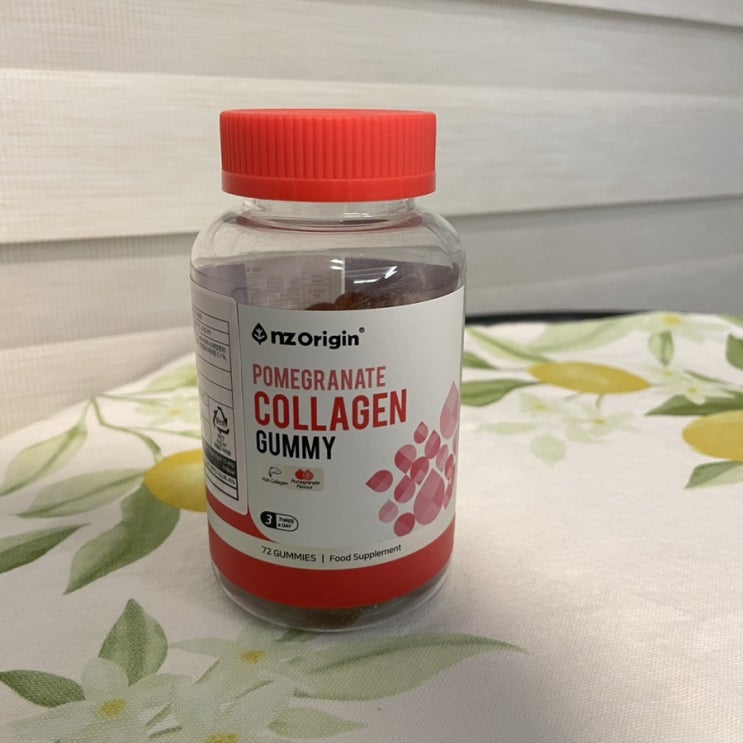 nzOrigin®
POMEGRANATE
COLLAGEN
GUMMY
Fish Collagen
Pomegranate
Flavour
3 THREE
a DAY
72 GUMMIES | Food Supplement